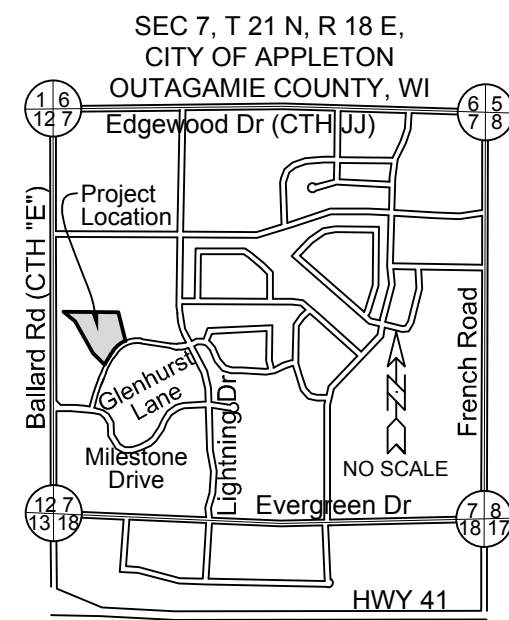 SEC 7, T 21 N, R 18 E,
CITY OF APPLETON
OUTAGAMIE COUNTY, WI
1 6
12 7
6 5
7 8
Edgewood Dr (CTH JJ)
Project
Location
Ballard Rd (CTH "E")
French Road
Glenhurst
Lane
Lightning Dr
N
Milestone
Drive
NO SCALE
12 7
13 18
Evergreen Dr
7 8
18 17
HWY 41